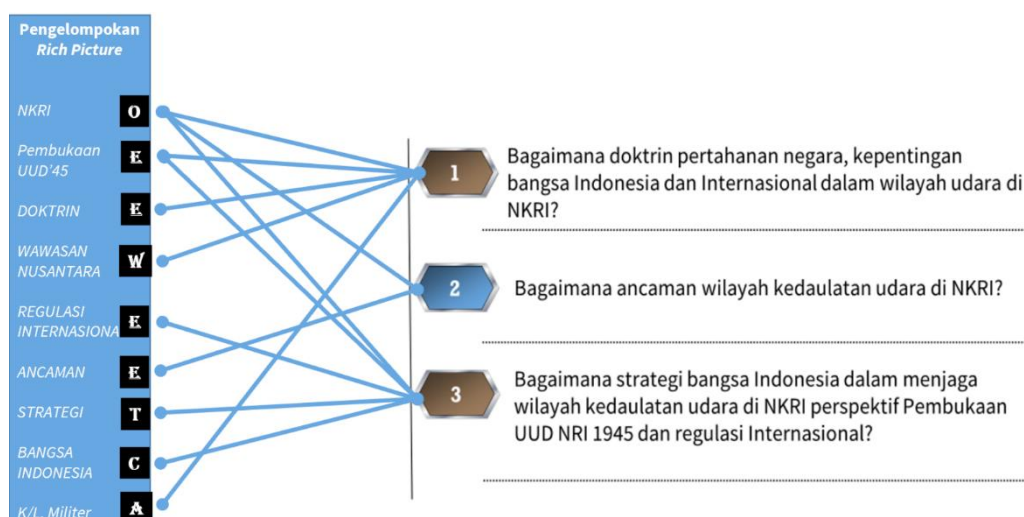 Pengelompokan
Rich Picture
NKRI
O
Pembukaan
UUD'45
E
DOKTRIN
E
WAWASAN
NUSANTARA
W
REGULASI
INTERNASIONA
E
ANCAMAN
E
STRATEGI
T
BANGSA
INDONESIA
C
K/L, Militer
A
1
Bagaimana doktrin pertahanan negara, kepentingan
bangsa Indonesia dan Internasional dalam wilayah udara di
NKRI?
2
Bagaimana ancaman wilayah kedaulatan udara di NKRI?
3
Bagaimana strategi bangsa Indonesia dalam menjaga
wilayah kedaulatan udara di NKRI perspektif Pembukaan
UUD NRI 1945 dan regulasi Internasional?